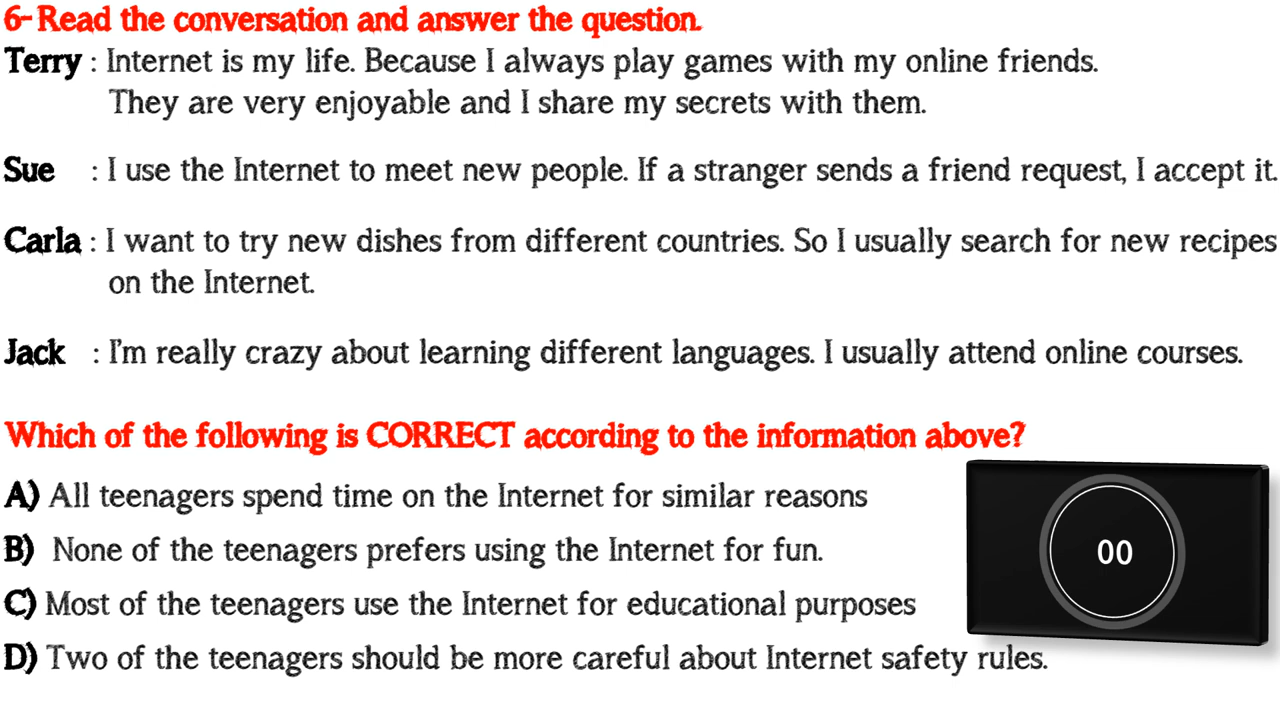 6- Read the conversation and answer the question.
Terry : Internet is my life. Because I always play games with my online friends.
They are very enjoyable and I share my secrets with them.
Sue : I use the Internet to meet new people. If a stranger sends a friend request, I accept it.
Carla : I want to try new dishes from different countries. So I usually search for new recipes
on the Internet.
Jack : I'm really crazy about learning different languages. I usually attend online courses.
Which of the following is CORRECT according to the information above?
A) All teenagers spend time on the Internet for similar reasons
B) None of the teenagers prefers using the Internet for fun.
C) Most of the teenagers use the Internet for educational purposes
D) Two of the teenagers should be more careful about Internet safety rules.
00